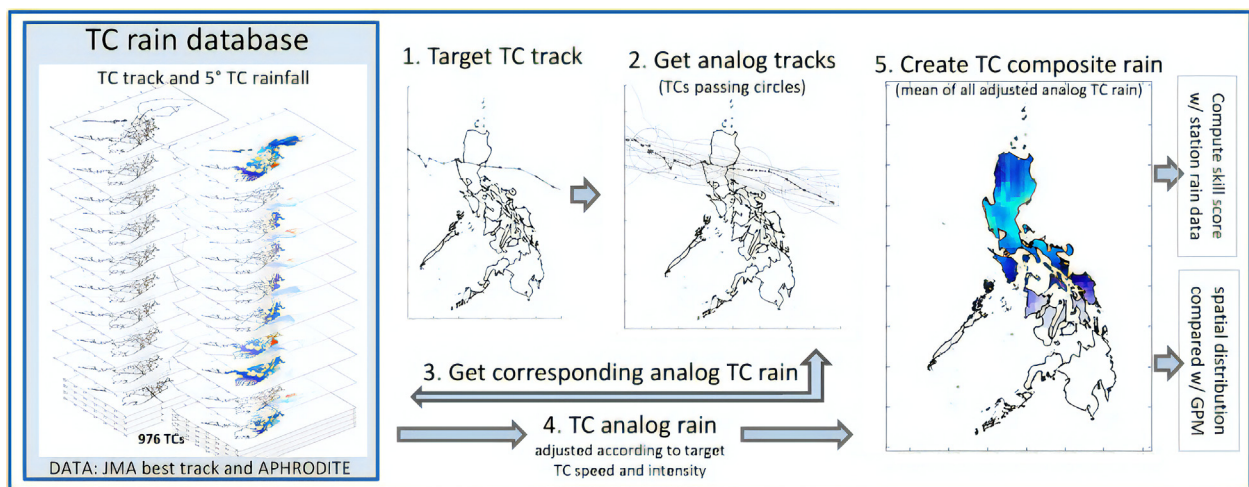 TC rain database
TC track and 5° TC rainfall
976 TCs
DATA: JMA best track and APHRODITE
1. Target TC track
2. Get analog tracks
(TCs passing circles)
3. Get corresponding analog TC rain
4. TC analog rain
adjusted according to target
TC speed and intensity
5. Create TC composite rain
(mean of all adjusted analog TC rain)
Compute skill score
w/ station rain data
spatial distribution
compared w/ GPM